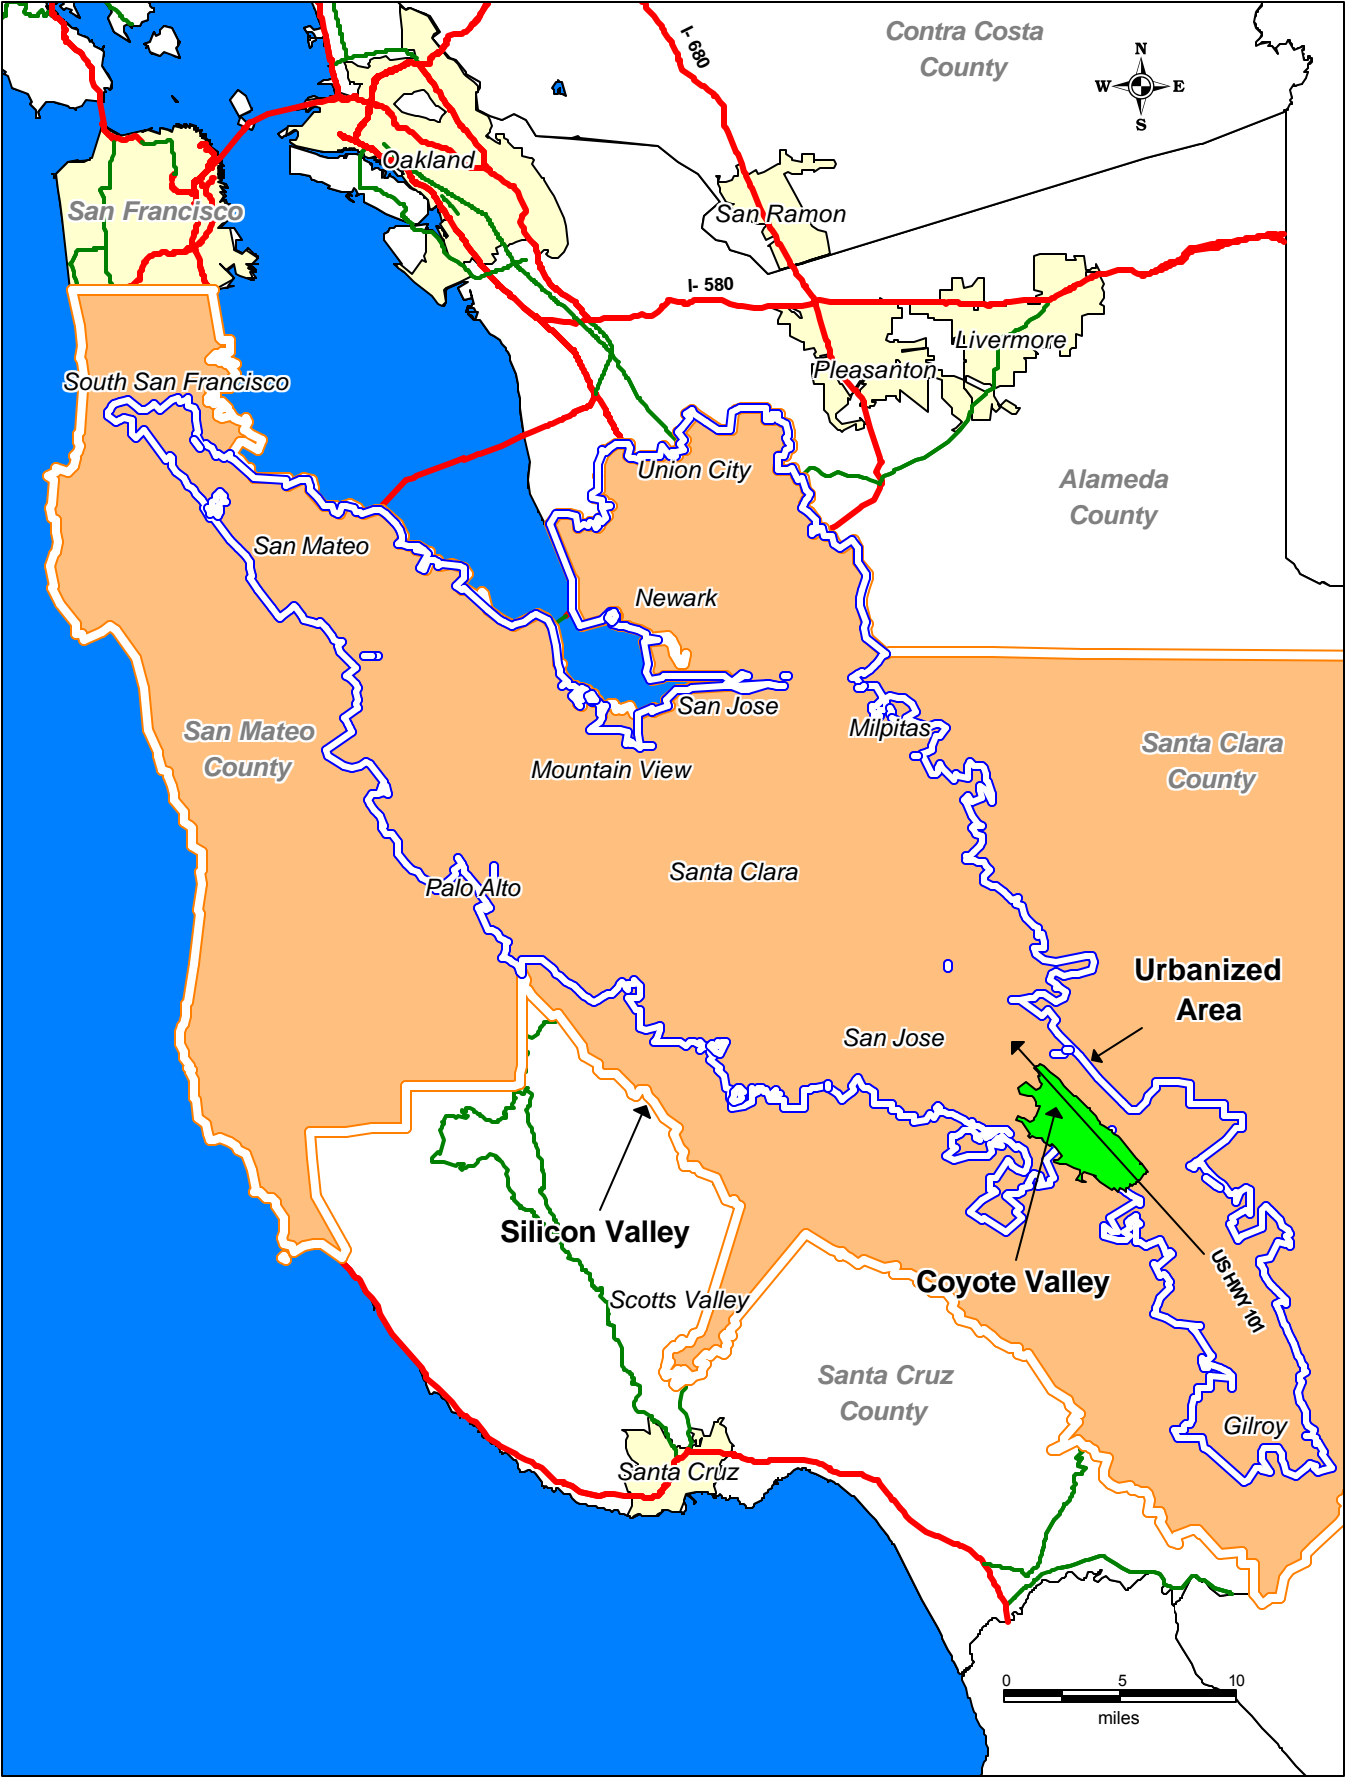 Contra Costa
County
I- 680
N
W E
S
Oakland
San Francisco
San Ramon
I- 580
Livermore
Pleasanton
South San Francisco
Union City
Alameda
County
San Mateo
Newark
San Jose
San Mateo
County
Milpitas
Santa Clara
County
Mountain View
Santa Clara
Palo Alto
Urbanized
Area
San Jose
Silicon Valley
Coyote Valley
US HWY 101
Scotts Valley
Santa Cruz
County
Gilroy
Santa Cruz
0 5 10
miles